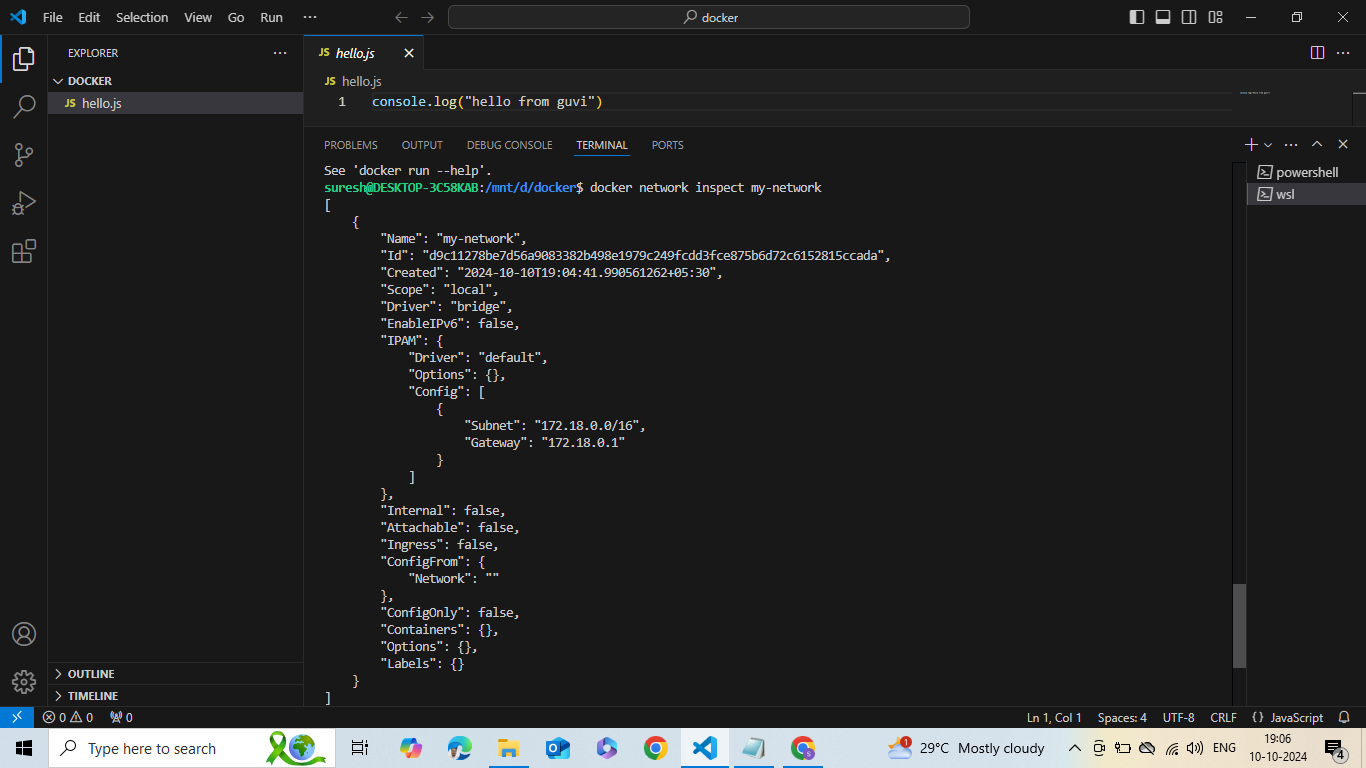 File Edit Selection View Go Run ··· docker
EXPLORER ···
DOCKER
JS hello.js
OUTLINE
TIMELINE
JS hello.js
JS hello.js
1 console.log("hello from guvi")
PROBLEMS OUTPUT DEBUG CONSOLE TERMINAL PORTS
powershell
wsl
See 'docker run --help'.
suresh@DESKTOP-3C58KAB:/mnt/d/docker$ docker network inspect my-network
[
    {
        "Name": "my-network",
        "Id": "d9c11278be7d56a9083382b498e1979c249fcdd3fce875b6d72c6152815ccada",
        "Created": "2024-10-10T19:04:41.990561262+05:30",
        "Scope": "local",
        "Driver": "bridge",
        "EnableIPv6": false,
        "IPAM": {
            "Driver": "default",
            "Options": {},
            "Config": [
                {
                    "Subnet": "172.18.0.0/16",
                    "Gateway": "172.18.0.1"
                }
            ]
        },
        "Internal": false,
        "Attachable": false,
        "Ingress": false,
        "ConfigFrom": {
            "Network": ""
        },
        "ConfigOnly": false,
        "Containers": {},
        "Options": {},
        "Labels": {}
    }
]
0 0 0 Ln 1, Col 1 Spaces: 4 UTF-8 CRLF {} JavaScript
Type here to search 1 29°C Mostly cloudy ENG 19:06
10-10-2024 4